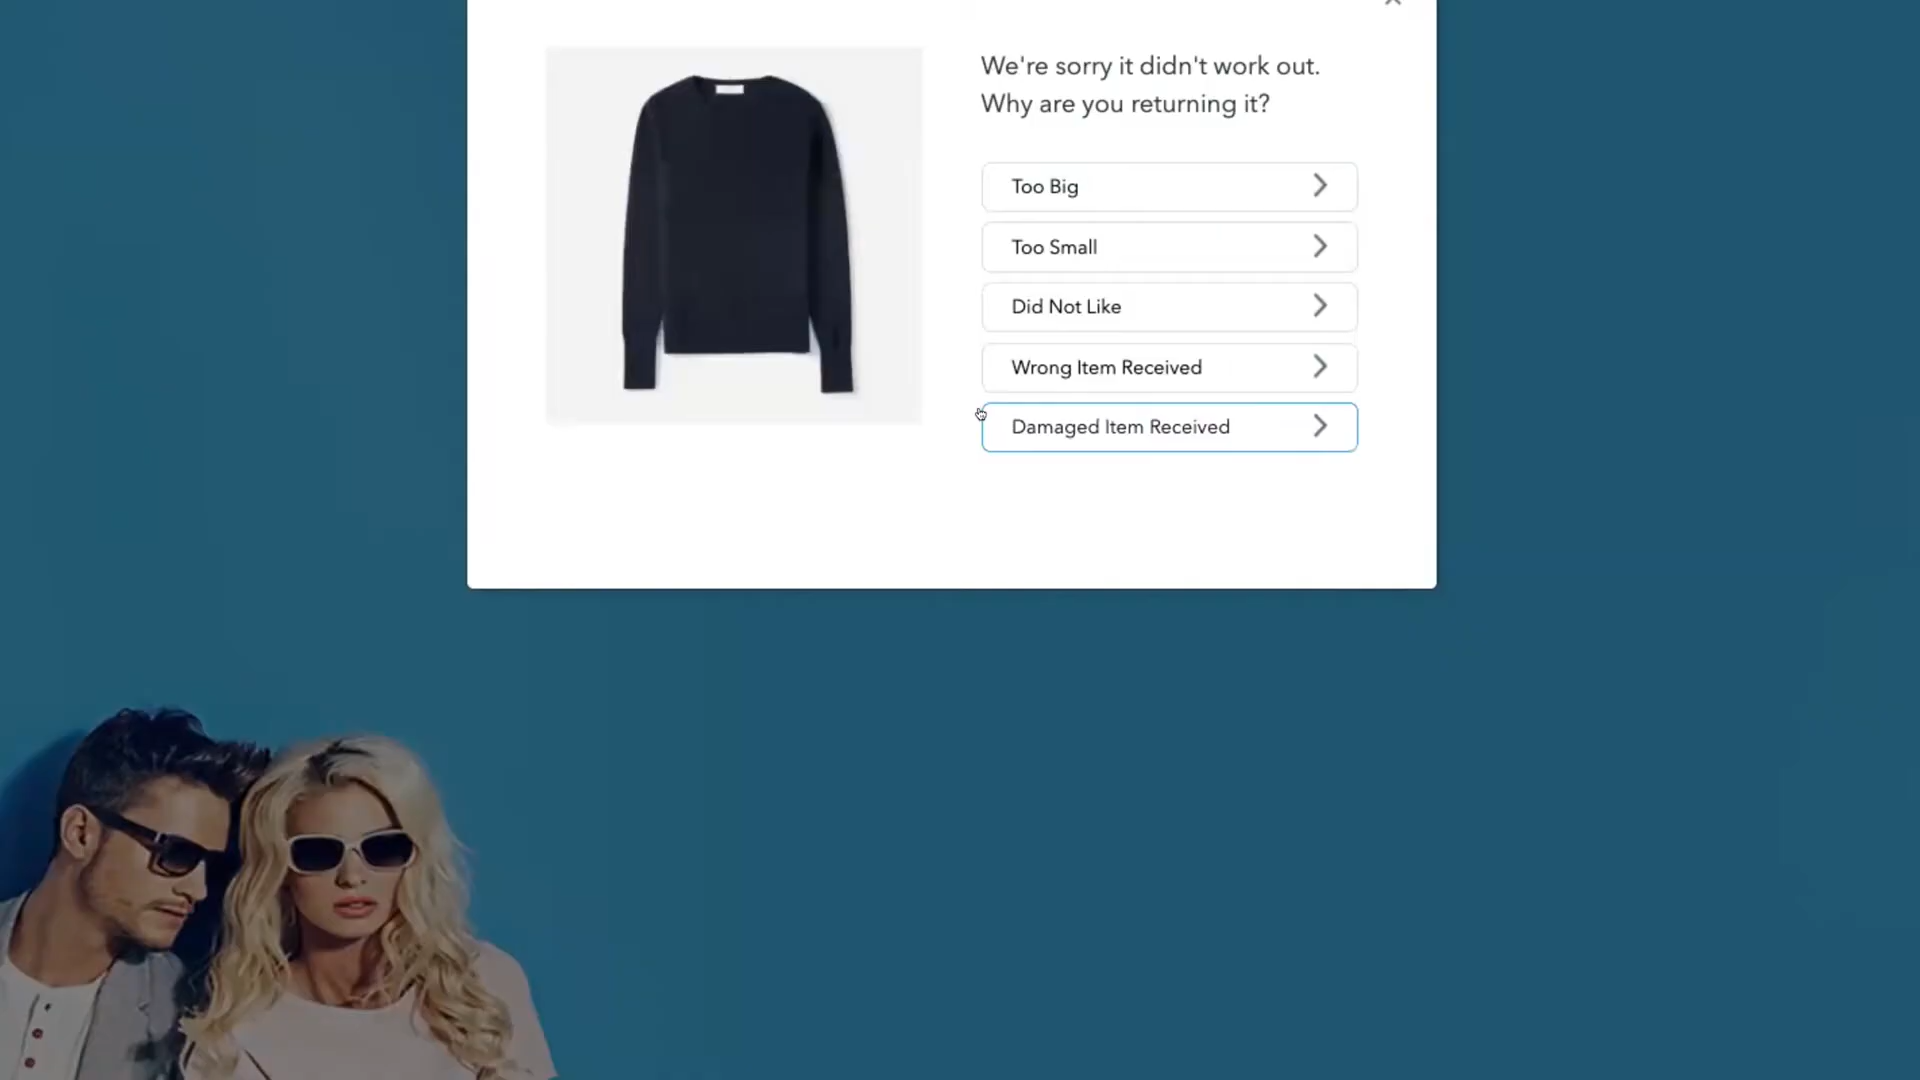 We're sorry it didn't work out.
Why are you returning it?
Too Big
Too Small
Did Not Like
Wrong Item Received
Damaged Item Received